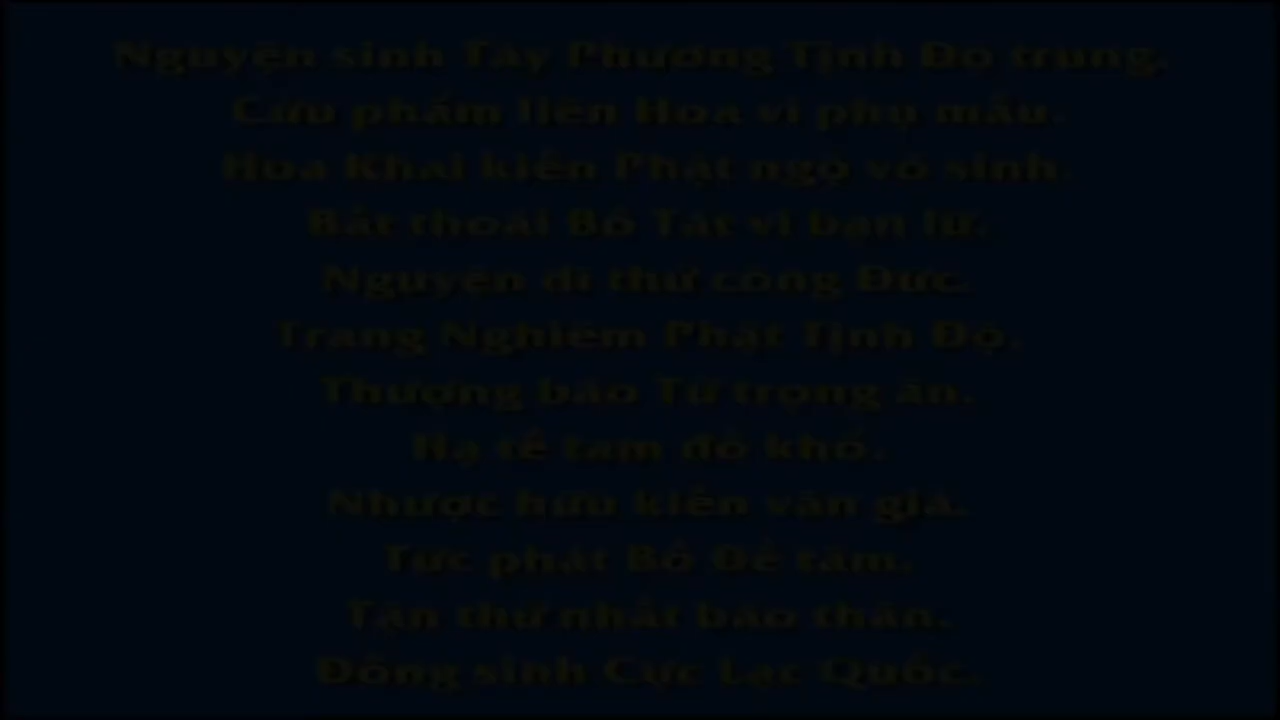 Nguyện sinh Tây Phương Tịnh Độ trung,
Cửu phẩm liên Hoa vi phụ mẫu.
Hoa Khai kiến Phật ngộ vô sinh.
Bất thoái Bồ Tát vi bạn lữ.
Nguyện dĩ thử công Đức.
Trang Nghiêm Phật Tịnh Độ.
Thượng báo Tứ trọng ân.
Hạ tế tam đồ khổ.
Nhược hữu kiến văn giả.
Tức phát Bồ Đề tâm.
Tận thử nhất báo thân.
Đồng sinh Cực Lạc Quốc.